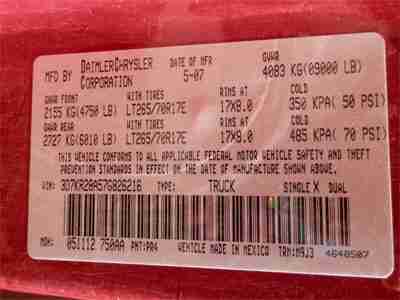 MFD BY DAIMLERCHRYSLER CORPORATION DATE OF MFR 5-07 GVWR 4083 KG(09000 LB)
GAWR FRONT WITH TIRES RIMS AT COLD
2155 KG(4750 LB) LT265/70R17E 17X8.0 350 KPA( 50 PSI)
GAWR REAR WITH TIRES RIMS AT COLD
2727 KG(6010 LB) LT265/70R17E 17X8.0 485 KPA( 70 PSI)
THIS VEHICLE CONFORMS TO ALL APPLICABLE FEDERAL MOTOR VEHICLE SAFETY AND THEFT
PREVENTION STANDARDS IN EFFECT ON THE DATE OF MANUFACTURE SHOWN ABOVE.
VIN: 3D7KR28A57G826216 TYPE: TRUCK SINGLE X DUAL
MDH: 051112 750AA PNT:PR4 VEHICLE MADE IN MEXICO TRM:M9J3 4648507